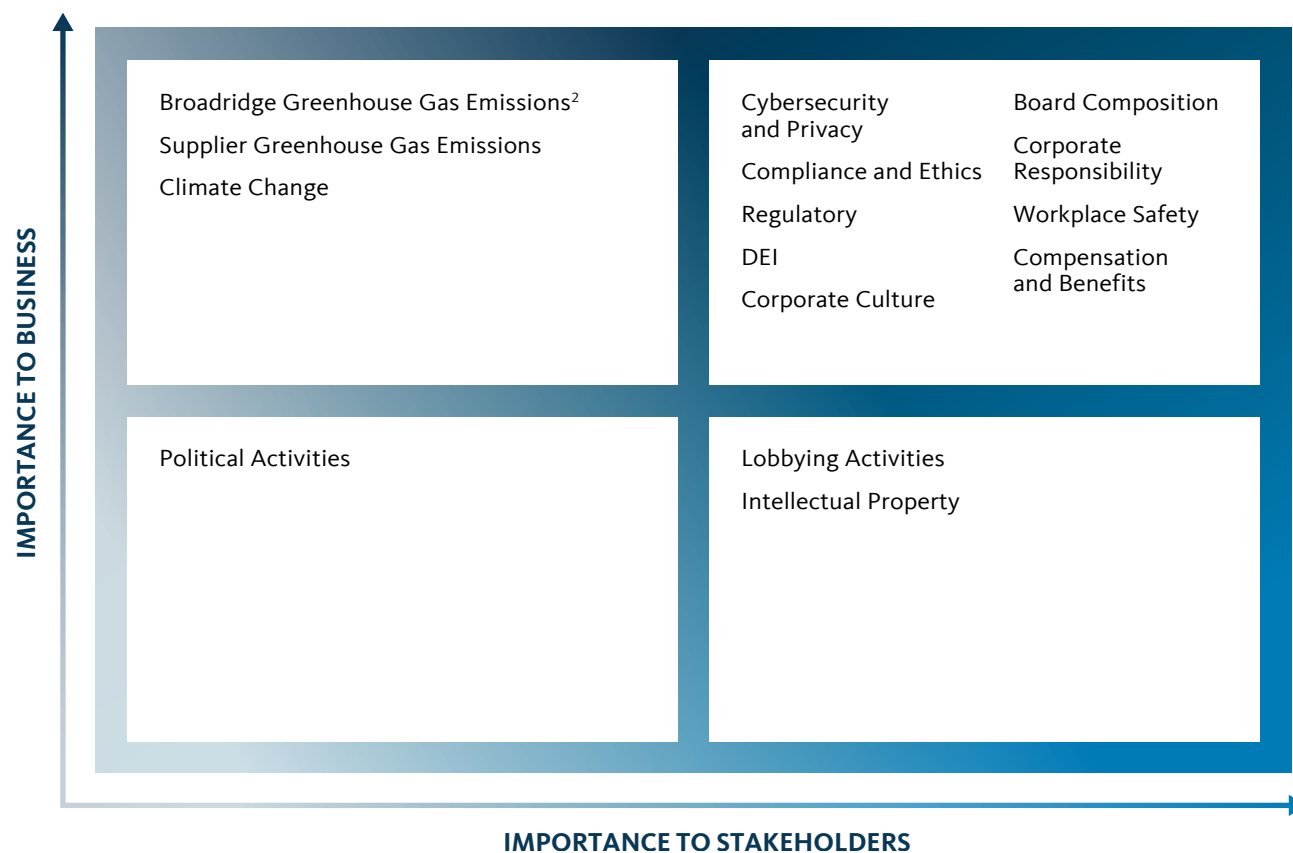 IMPORTANCE TO BUSINESS
Broadridge Greenhouse Gas Emissions²
Supplier Greenhouse Gas Emissions
Climate Change
Cybersecurity
and Privacy
Compliance and Ethics
Regulatory
DEI
Corporate Culture
Board Composition
Corporate
Responsibility
Workplace Safety
Compensation
and Benefits
Political Activities
Lobbying Activities
Intellectual Property
IMPORTANCE TO STAKEHOLDERS